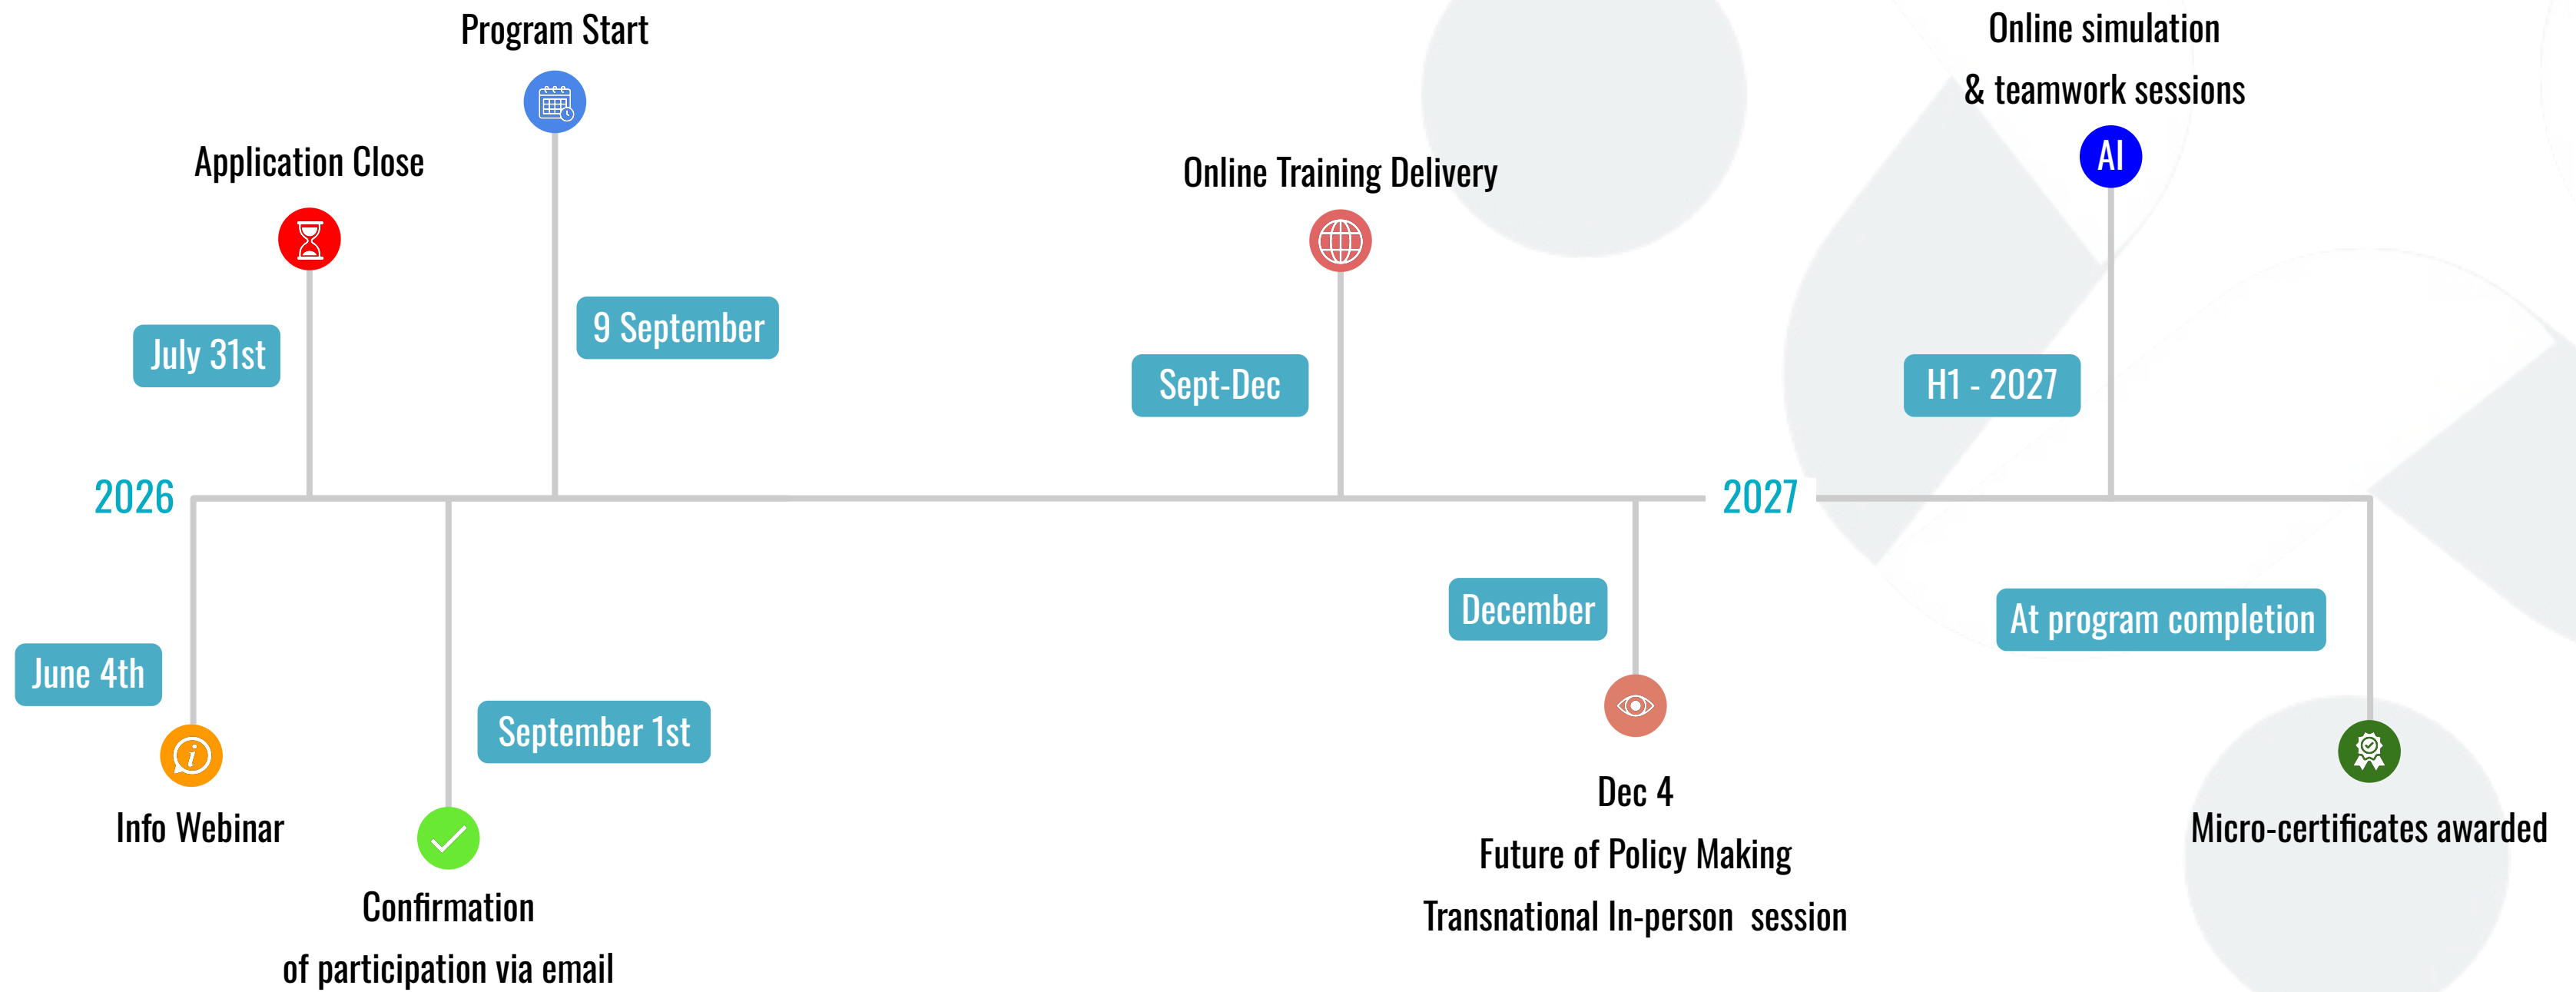 Program Start
Application Close
July 31st
9 September
2026
June 4th
Info Webinar
September 1st
Confirmation
of participation via email
Online Training Delivery
Sept-Dec
December
Dec 4
Future of Policy Making
Transnational In-person  session
2027
Online simulation
& teamwork sessions
AI
H1 - 2027
At program completion
Micro-certificates awarded